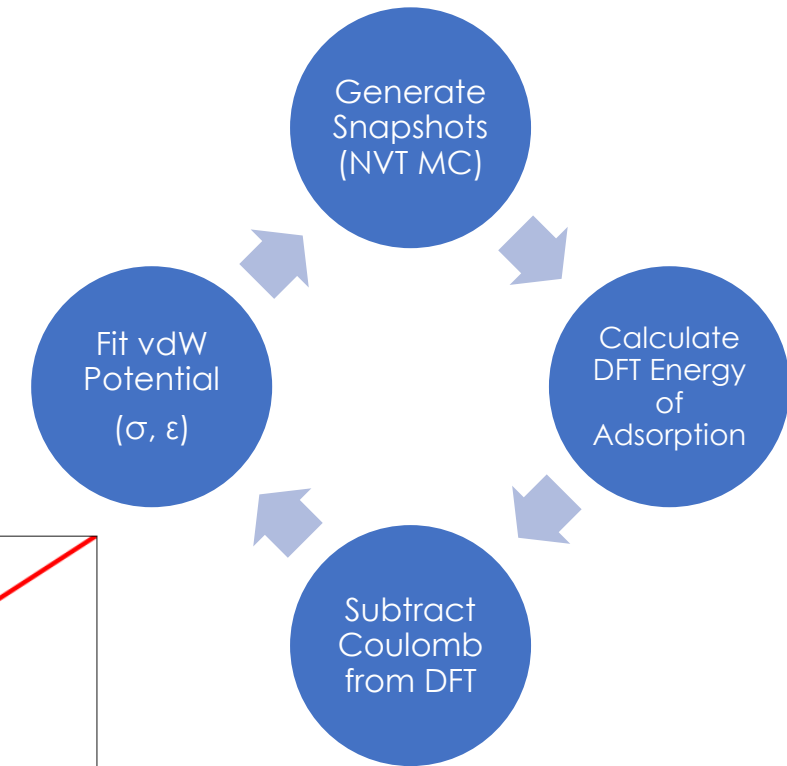 Generate
Snapshots
(NVT MC)
Calculate
DFT Energy
of
Adsorption
Subtract
Coulomb
from DFT
Fit vdW
Potential
(σ, ε)